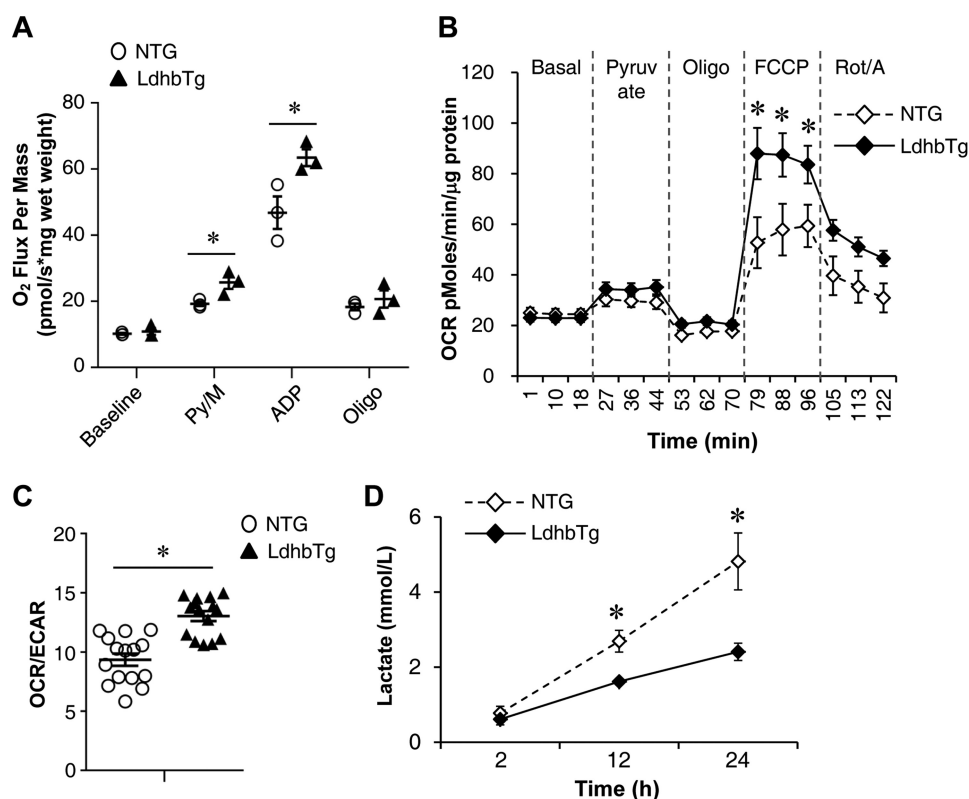 A
NTG
LdhbTg
O2 Flux Per Mass
(pmol/s*mg wet weight)
80
60
40
20
0
*
*
Baseline
Py/M
ADP
Oligo
B
Basal
Pyruv
ate
Oligo
FCCP
Rot/A
OCR pMoles/min/µg protein
120
100
80
60
40
20
0
* * *
NTG
LdhbTg
1 10 18 27 36 44 53 62 70 79 88 96 105 113 122
Time (min)
C
NTG
LdhbTg
OCR/ECAR
20
15
10
5
0
*
D
NTG
LdhbTg
Lactate (mmol/L)
6
4
2
0
*
*
2 12 24
Time (h)